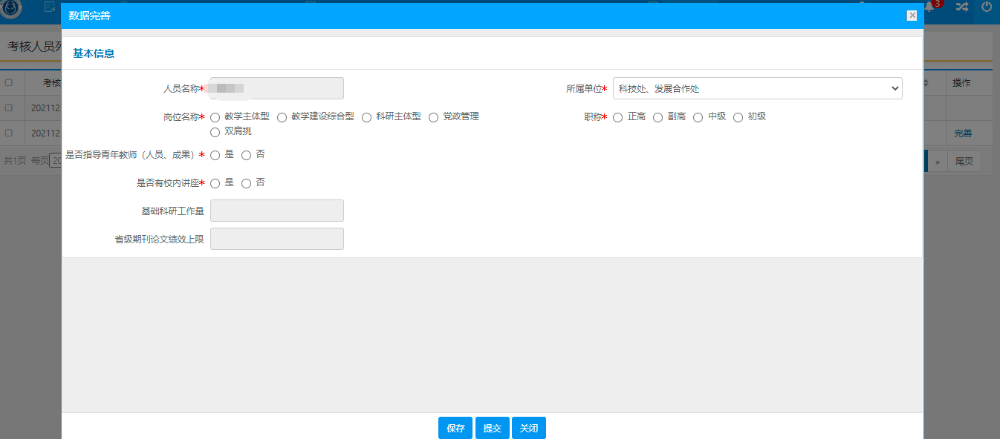 3
数据完善
×
考核人员列
基本信息
考核
操作
人员名称*
所属单位* 科技处、发展合作处
岗位名称* 教学主体型 教学建设综合型 科研主体型 党政管理
双肩挑
职称* 正高 副高 中级 初级
202112
202112
完善
共1页 每页 20
» 尾页
是否指导青年教师（人员、成果）* 是 否
是否有校内讲座* 是 否
基础科研工作量
省级期刊论文绩效上限
保存 提交 关闭